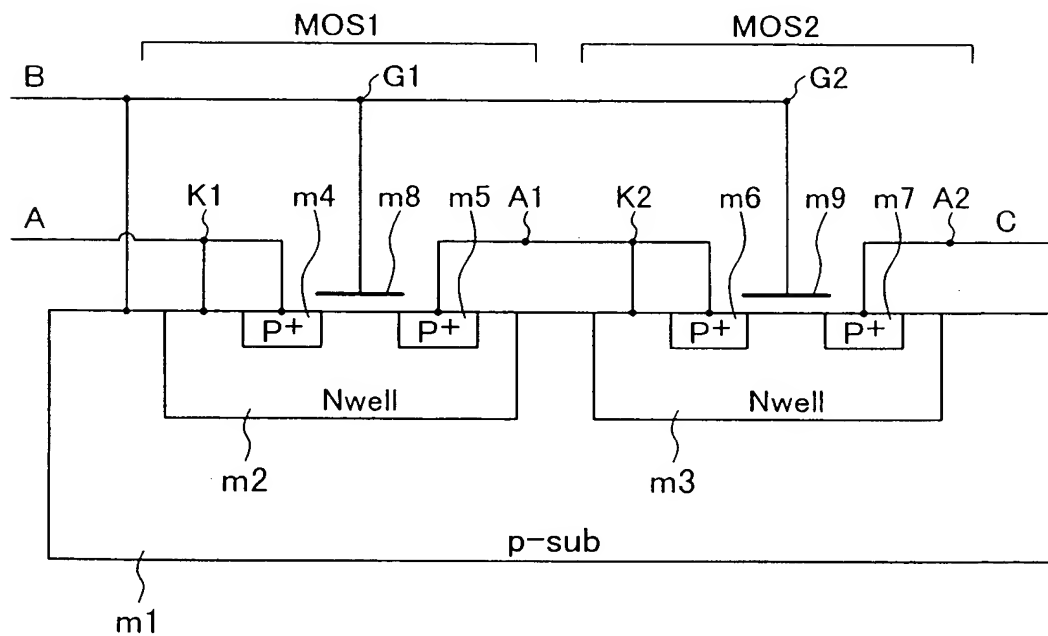 MOS1 MOS2
B G1 G2
A K1 m4 m8 m5 A1 K2 m6 m9 m7 A2 C
P+ P+ P+ P+
Nwell Nwell
m2 m3
p-sub
m1